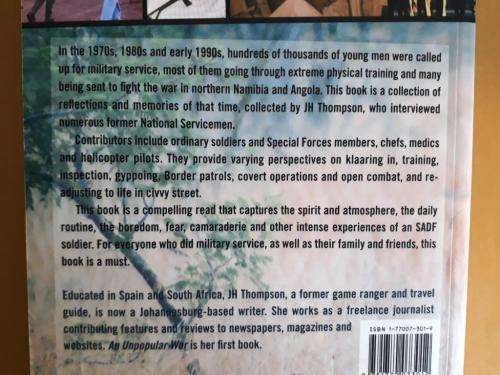 In the 1970s, 1980s and early 1990s, hundreds of thousands of young men were called
up for military service, most of them going through extreme physical training and many
being sent to fight the war in northern Namibia and Angola. This book is a collection of
reflections and memories of that time, collected by JH Thompson, who interviewed
numerous former National Servicemen.
Contributors include ordinary soldiers and Special Forces members, chefs, medics
and helicopter pilots. They provide varying perspectives on klaaring in, training,
inspection, gyppoing, Border patrols, covert operations and open combat, and re-
adjusting to life in civvy street.
This book is a compelling read that captures the spirit and atmosphere, the daily
routine, the boredom, fear, camaraderie and other intense experiences of an SADF
soldier. For everyone who did military service, as well as their family and friends, this
book is a must.
Educated in Spain and South Africa, JH Thompson, a former game ranger and travel
guide, is now a Johannesburg-based writer. She works as a freelance journalist
contributing features and reviews to newspapers, magazines and
websites. An Unpopular War is her first book.
ISBN 1-77007-301-9